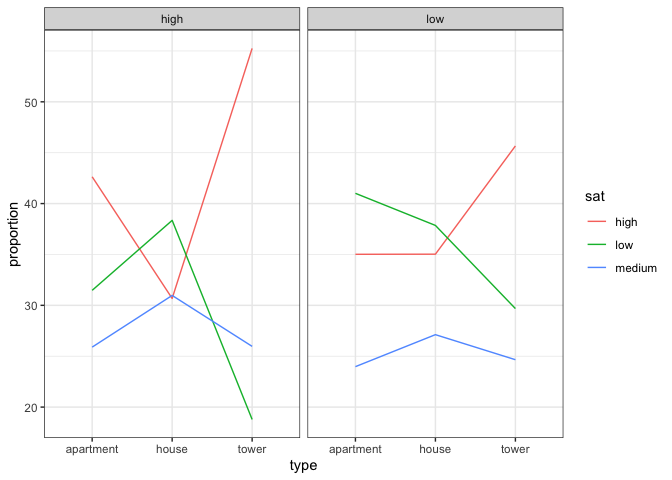 high low
proportion
50
40
30
20
apartment house tower apartment house tower
type
sat
high
low
medium